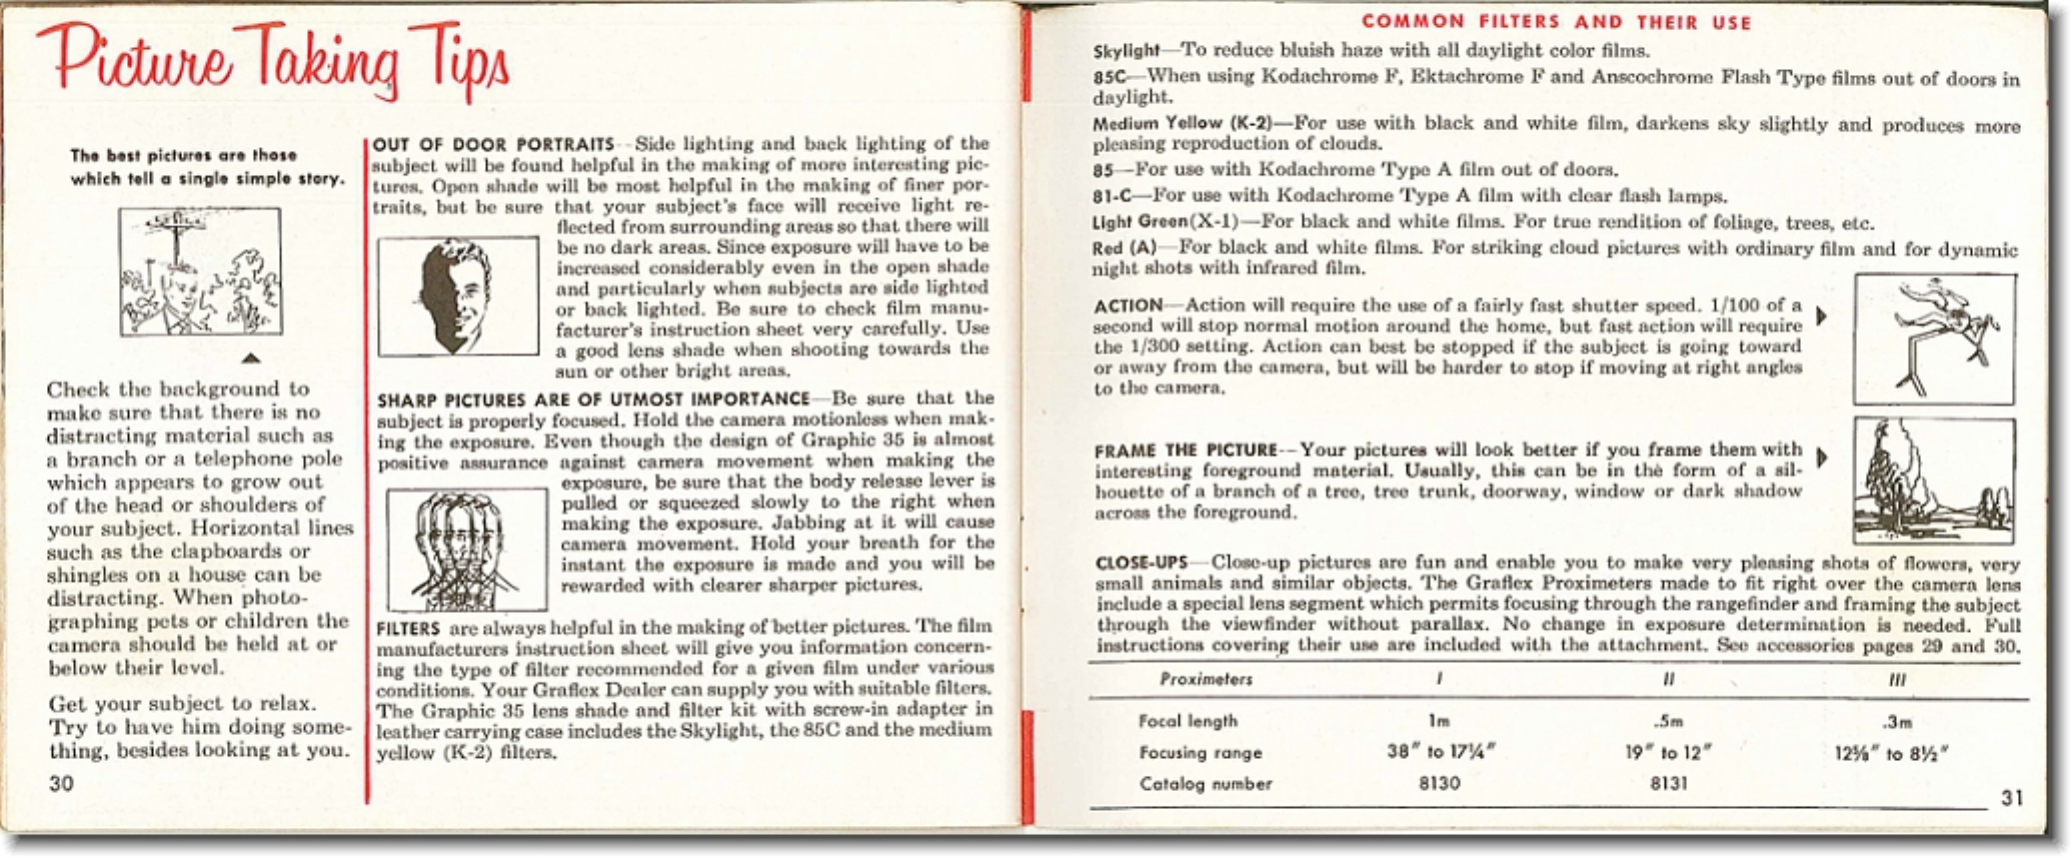 Picture Taking Tips
The best pictures are those
which tell a single simple story.
Check the background to
make sure that there is no
distracting material such as
a branch or a telephone pole
which appears to grow out
of the head or shoulders of
your subject. Horizontal lines
such as the clapboards or
shingles on a house can be
distracting. When photo-
graphing pets or children the
camera should be held at or
below their level.
Get your subject to relax.
Try to have him doing some-
thing, besides looking at you.
30
OUT OF DOOR PORTRAITS--Side lighting and back lighting of the
subject will be found helpful in the making of more interesting pic-
tures. Open shade will be most helpful in the making of finer por-
traits, but be sure that your subject's face will receive light re-
flected from surrounding areas so that there will
be no dark areas. Since exposure will have to be
increased considerably even in the open shade
and particularly when subjects are side lighted
or back lighted. Be sure to check film manu-
facturer's instruction sheet very carefully. Use
a good lens shade when shooting towards the
sun or other bright areas.
SHARP PICTURES ARE OF UTMOST IMPORTANCE—Be sure that the
subject is properly focused. Hold the camera motionless when mak-
ing the exposure. Even though the design of Graphic 35 is almost
positive assurance against camera movement when making the
exposure, be sure that the body release lever is
pulled or squeezed slowly to the right when
making the exposure. Jabbing at it will cause
camera movement. Hold your breath for the
instant the exposure is made and you will be
rewarded with clearer sharper pictures.
FILTERS are always helpful in the making of better pictures. The film
manufacturers instruction sheet will give you information concern-
ing the type of filter recommended for a given film under various
conditions. Your Graflex Dealer can supply you with suitable filters.
The Graphic 35 lens shade and filter kit with screw-in adapter in
leather carrying case includes the Skylight, the 85C and the medium
yellow (K-2) filters.
COMMON FILTERS AND THEIR USE
Skylight—To reduce bluish haze with all daylight color films.
85C—When using Kodachrome F, Ektachrome F and Anscochrome Flash Type films out of doors in
daylight.
Medium Yellow (K-2)—For use with black and white film, darkens sky slightly and produces more
pleasing reproduction of clouds.
85—For use with Kodachrome Type A film out of doors.
81-C—For use with Kodachrome Type A film with clear flash lamps.
Light Green(X-1)—For black and white films. For true rendition of foliage, trees, etc.
Red (A)—For black and white films. For striking cloud pictures with ordinary film and for dynamic
night shots with infrared film.
ACTION—Action will require the use of a fairly fast shutter speed. 1/100 of a
second will stop normal motion around the home, but fast action will require
the 1/300 setting. Action can best be stopped if the subject is going toward
or away from the camera, but will be harder to stop if moving at right angles
to the camera.
FRAME THE PICTURE--Your pictures will look better if you frame them with
interesting foreground material. Usually, this can be in the form of a sil-
houette of a branch of a tree, tree trunk, doorway, window or dark shadow
across the foreground.
CLOSE-UPS—Close-up pictures are fun and enable you to make very pleasing shots of flowers, very
small animals and similar objects. The Graflex Proximeters made to fit right over the camera lens
include a special lens segment which permits focusing through the rangefinder and framing the subject
through the viewfinder without parallax. No change in exposure determination is needed. Full
instructions covering their use are included with the attachment. See accessories pages 29 and 30.
Proximeters I II III
Focal length 1m .5m .3m
Focusing range 38" to 17¼" 19" to 12" 12⅝" to 8½"
Catalog number 8130 8131
31